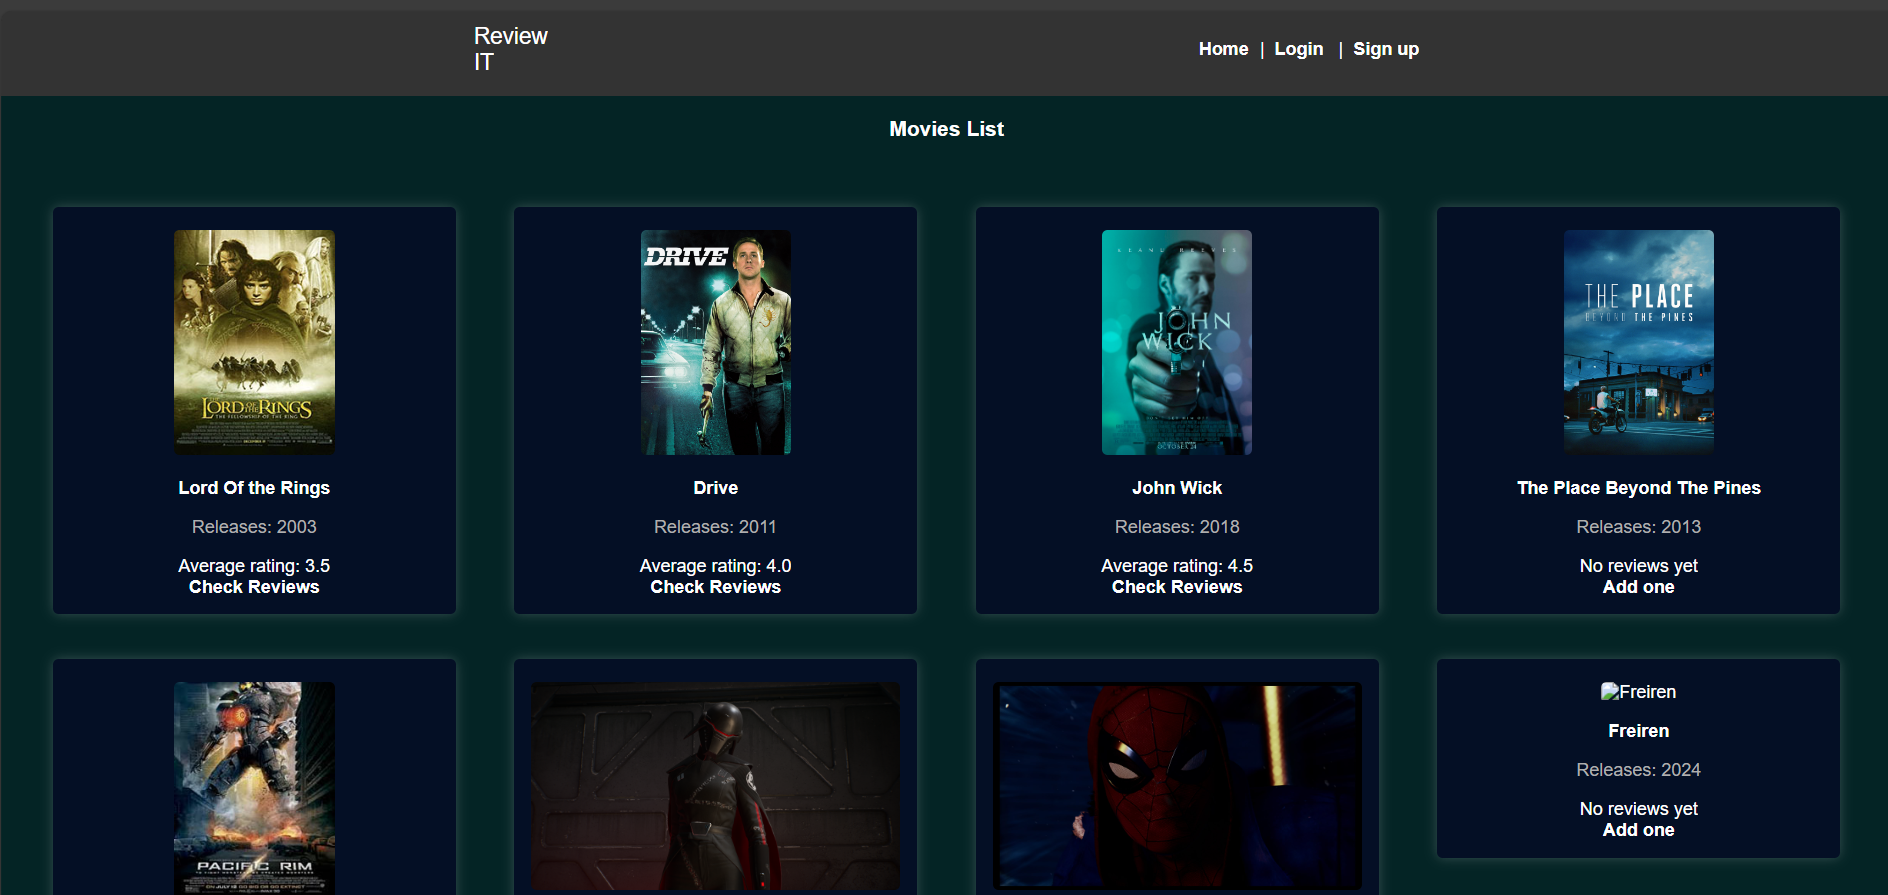 Review
IT
Home | Login | Sign up
Movies List
LORD OF THE RINGS
THE FELLOWSHIP OF THE RING
DRIVE
KEANU REEVES
JOHN
WICK
OCTOBER 24
THE PLACE
BEYOND THE PINES
Lord Of the Rings
Drive
John Wick
The Place Beyond The Pines
Releases: 2003
Releases: 2011
Releases: 2018
Releases: 2013
Average rating: 3.5
Check Reviews
Average rating: 4.0
Check Reviews
Average rating: 4.5
Check Reviews
No reviews yet
Add one
PACIFIC RIM
Freiren
Freiren
Releases: 2024
No reviews yet
Add one